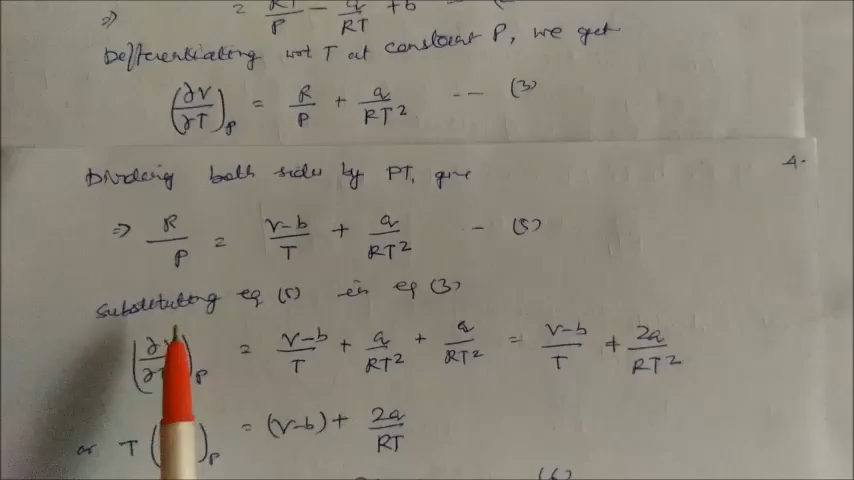 ⇒ = RT/P - a/RT + b -
Differentiating wrt T at constant P, we get
(∂V/∂T)_P = R/P + a/RT² -- (3)
4.
Dividing both sides by PT, give
⇒ R/P = V-b/T + a/RT² - (5)
Substituting eq (5) in eq (3)
(∂V/∂T)_P = V-b/T + a/RT² + a/RT² = V-b/T + 2a/RT²
or T ( )_P = (V-b) + 2a/RT
(6)